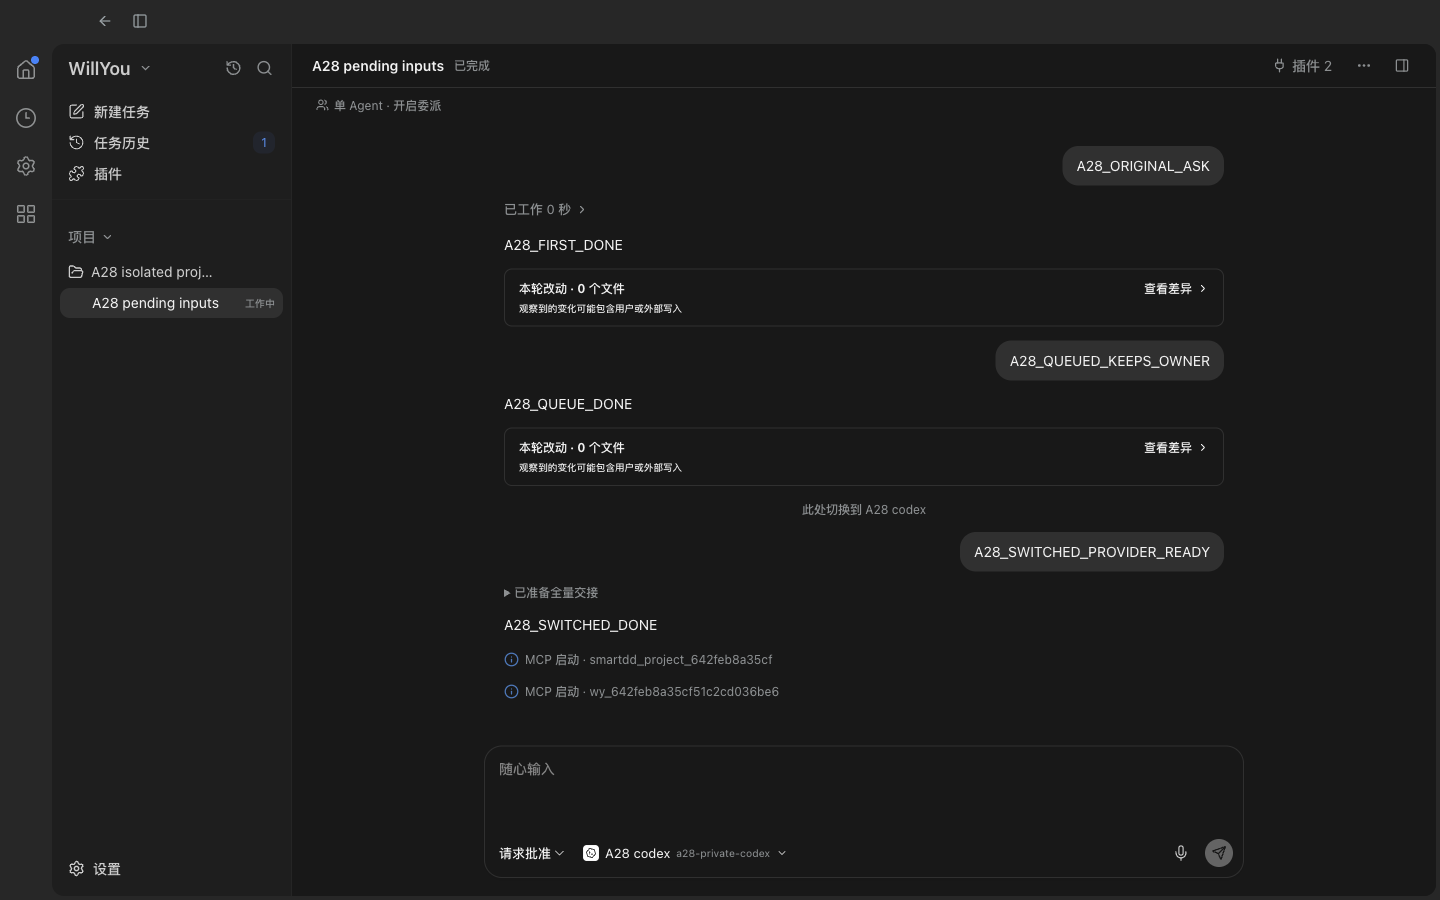 WillYou
新建任务
任务历史 1
插件
项目
A28 isolated proj...
A28 pending inputs 工作中
设置
A28 pending inputs 已完成
插件 2
单 Agent · 开启委派
A28_ORIGINAL_ASK
已工作 0 秒
A28_FIRST_DONE
本轮改动 · 0 个文件 查看差异
观察到的变化可能包含用户或外部写入
A28_QUEUED_KEEPS_OWNER
A28_QUEUE_DONE
本轮改动 · 0 个文件 查看差异
观察到的变化可能包含用户或外部写入
此处切换到 A28 codex
A28_SWITCHED_PROVIDER_READY
已准备全量交接
A28_SWITCHED_DONE
MCP 启动 · smartdd_project_642feb8a35cf
MCP 启动 · wy_642feb8a35cf51c2cd036be6
随心输入
请求批准 A28 codex a28-private-codex